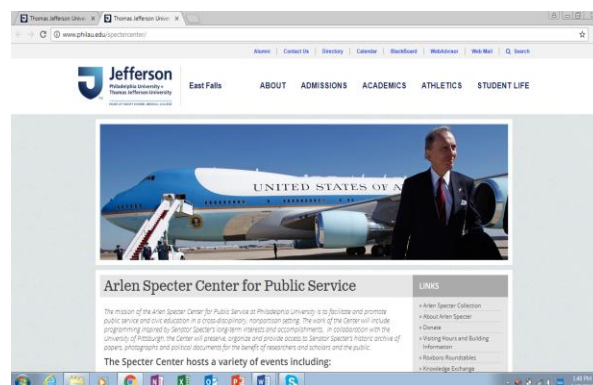 Thomas Jefferson Univer
Thomas Jefferson Univer
www.philau.edu/spectercenter/
Alumni | Contact Us | Directory | Calendar | BlackBoard | WebAdvisor | Web Mail | Search
Jefferson
Philadelphia University +
Thomas Jefferson University
East Falls
ABOUT ADMISSIONS ACADEMICS ATHLETICS STUDENT LIFE
UNITED STATES OF A
Arlen Specter Center for Public Service
The mission of the Arlen Specter Center for Public Service at Philadelphia University is to facilitate and promote
public service and civic education in a cross-disciplinary, nonpartisan setting. The work of the Center will include
programming inspired by Senator Specter's long-term interests and accomplishments. In collaboration with the
University of Pittsburgh, the Center will preserve, organize and provide access to Senator Specter's historic archive of
papers, photographs and political documents for the benefit of researchers and scholars and the public.
The Specter Center hosts a variety of events including:
LINKS
» Arlen Specter Collection
» About Arlen Specter
» Donate
» Visiting Hours and Building
Information
» Roxboro Roundtables
» Knowledge Exchange
1:41 PM